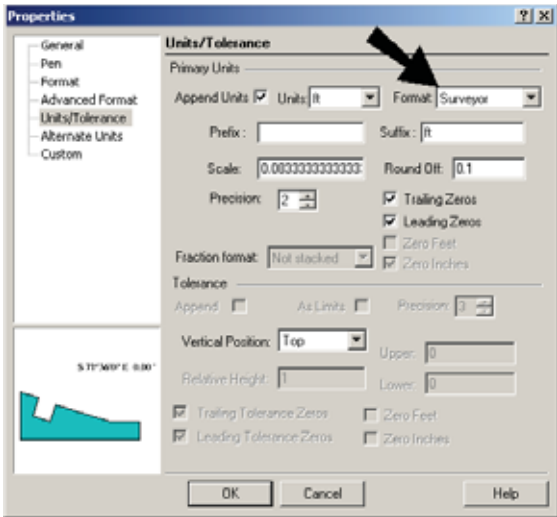 Properties
General
Pen
Format
Advanced Format
Units/Tolerance
Alternate Units
Custom
Units/Tolerance
Primary Units
Append Units Units: ft Format: Surveyor
Prefix : Suffix : ft
Scale: 0.0833333333333: Round Off: 0.1
Precision: 2 Trailing Zeros
Leading Zeros
Zero Feet
Fraction format: Not stacked Zero Inches
Tolerance
Append As Limits Precision: 3
Vertical Position: Top Upper: 0
Relative Height: 1 Lower: 0
Trailing Tolerance Zeros Zero Feet
Leading Tolerance Zeros Zero Inches
OK Cancel Help